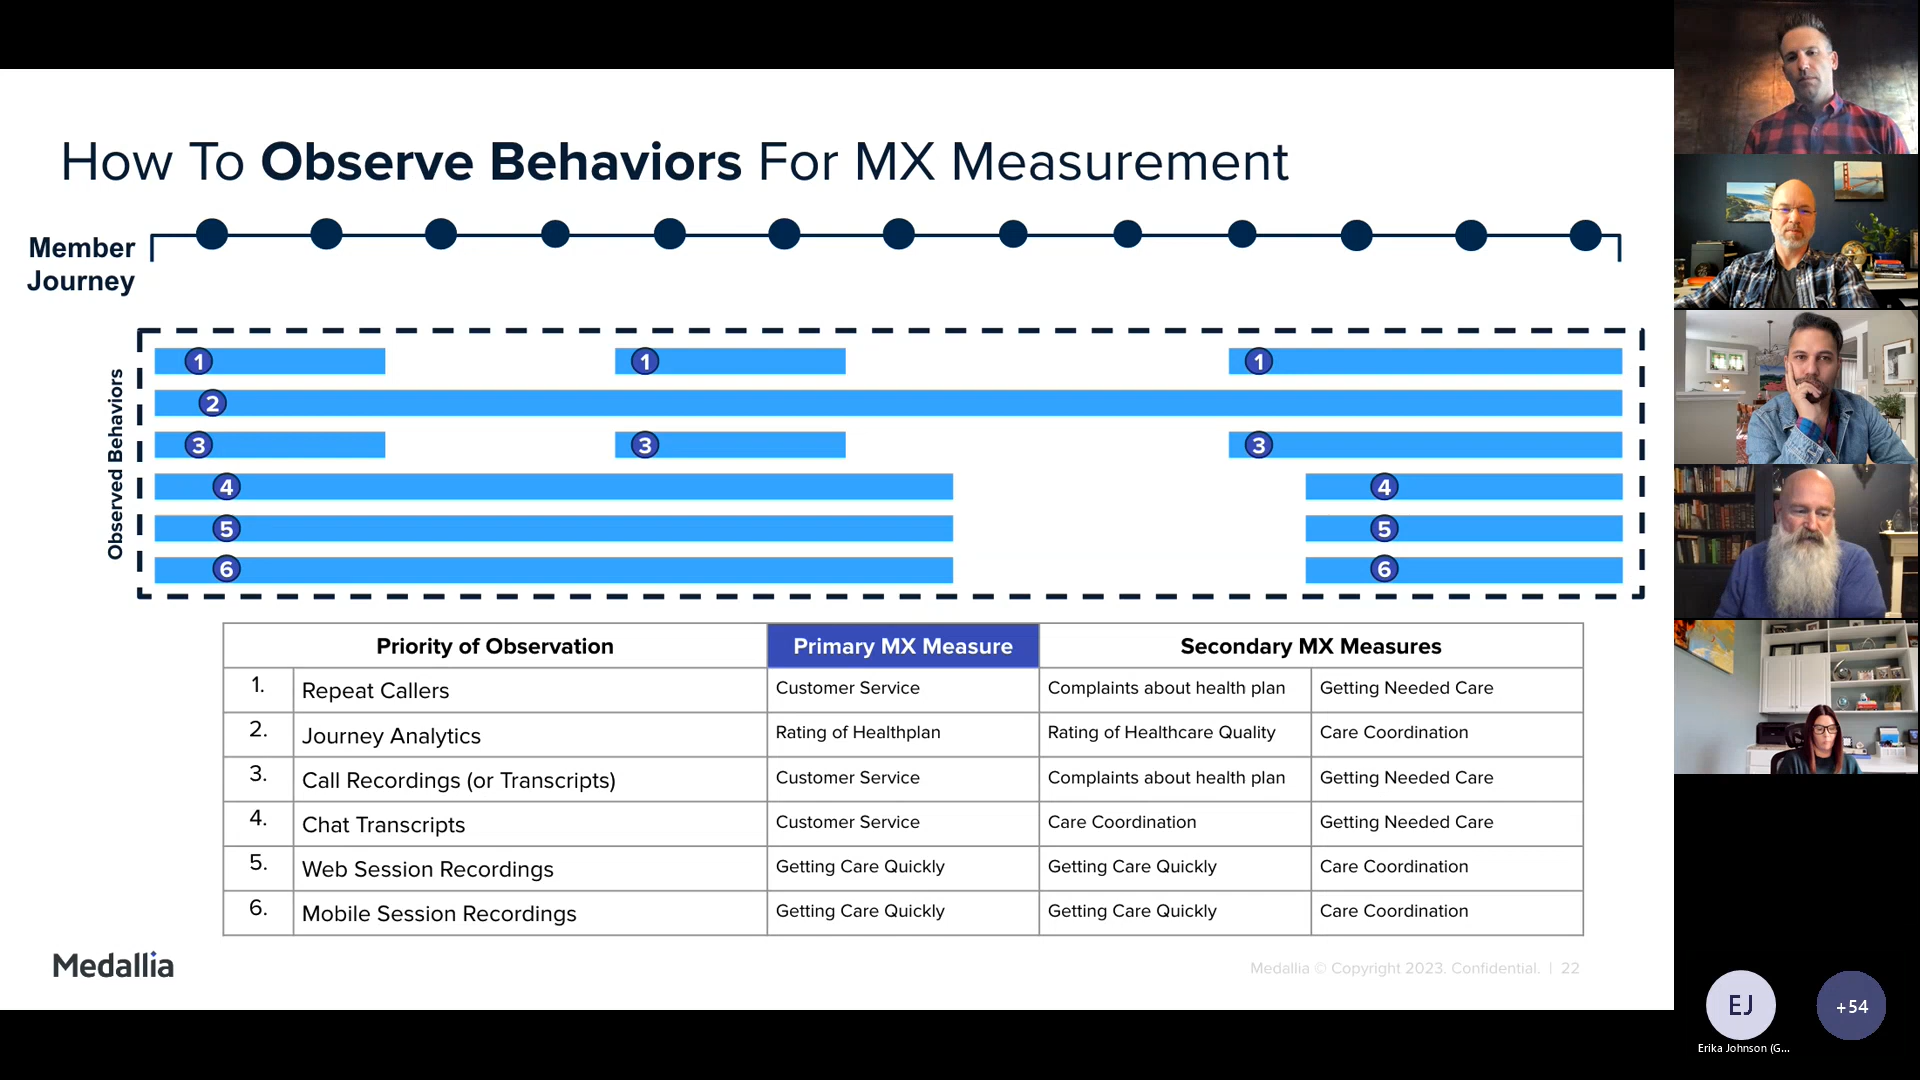 How To Observe Behaviors For MX Measurement
Member
Journey
Observed Behaviors
1 1 1
2
3 3 3
4 4
5 5
6 6
Priority of Observation Primary MX Measure Secondary MX Measures
1. Repeat Callers Customer Service Complaints about health plan Getting Needed Care
2. Journey Analytics Rating of Healthplan Rating of Healthcare Quality Care Coordination
3. Call Recordings (or Transcripts) Customer Service Complaints about health plan Getting Needed Care
4. Chat Transcripts Customer Service Care Coordination Getting Needed Care
5. Web Session Recordings Getting Care Quickly Getting Care Quickly Care Coordination
6. Mobile Session Recordings Getting Care Quickly Getting Care Quickly Care Coordination
Medallia
Medallia © Copyright 2023. Confidential. | 22
EJ
+54
Erika Johnson (G...